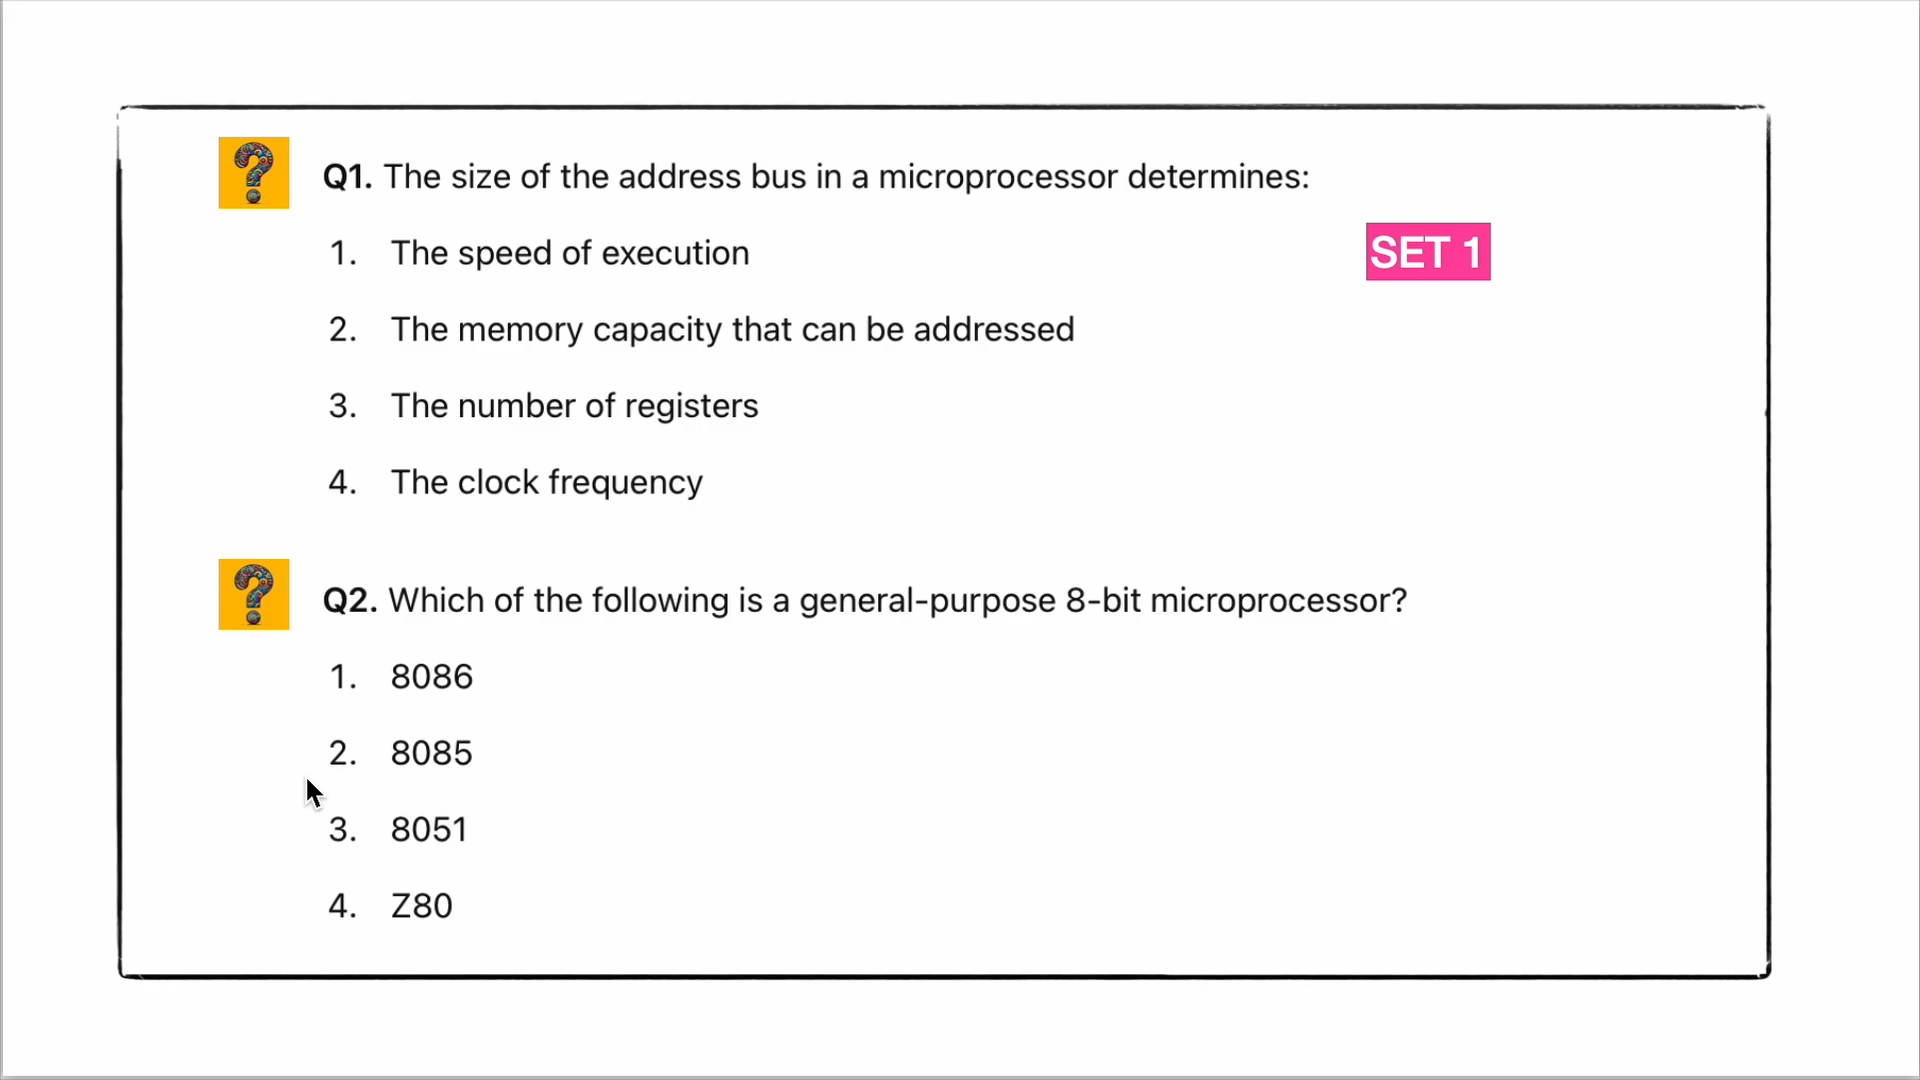 Q1. The size of the address bus in a microprocessor determines:
1. The speed of execution
SET 1
2. The memory capacity that can be addressed
3. The number of registers
4. The clock frequency
Q2. Which of the following is a general-purpose 8-bit microprocessor?
1. 8086
2. 8085
3. 8051
4. Z80